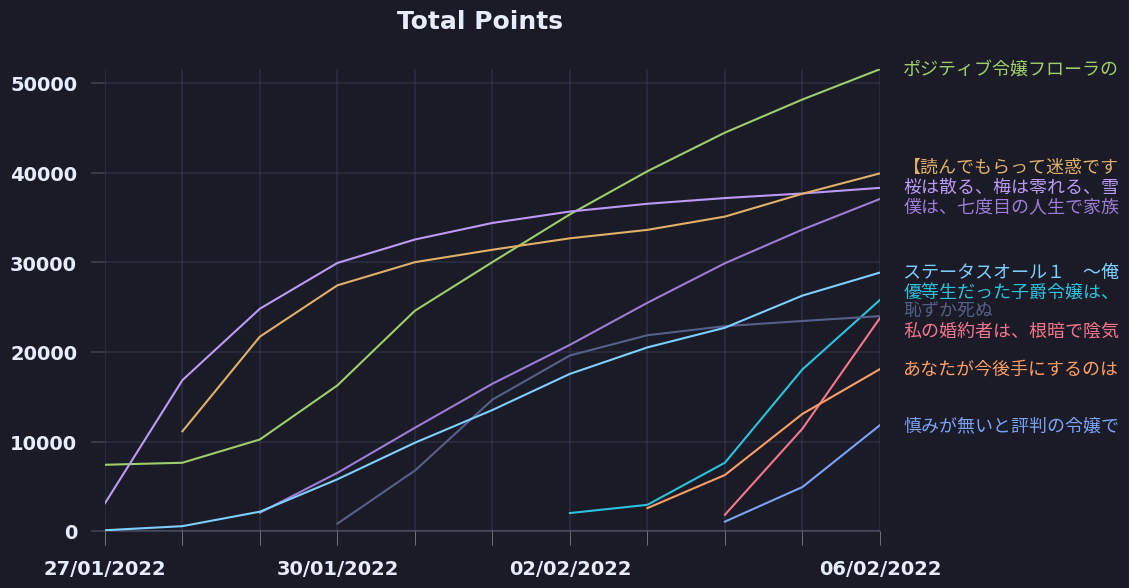 Total Points
50000
40000
30000
20000
10000
0
27/01/2022
30/01/2022
02/02/2022
06/02/2022
ポジティブ令嬢フローラの
【読んでもらって迷惑です
桜は散る、梅は零れる、雪
僕は、七度目の人生で家族
ステータスオール１　～俺
優等生だった子爵令嬢は、
恥ずか死ぬ
私の婚約者は、根暗で陰気
あなたが今後手にするのは
慎みが無いと評判の令嬢で